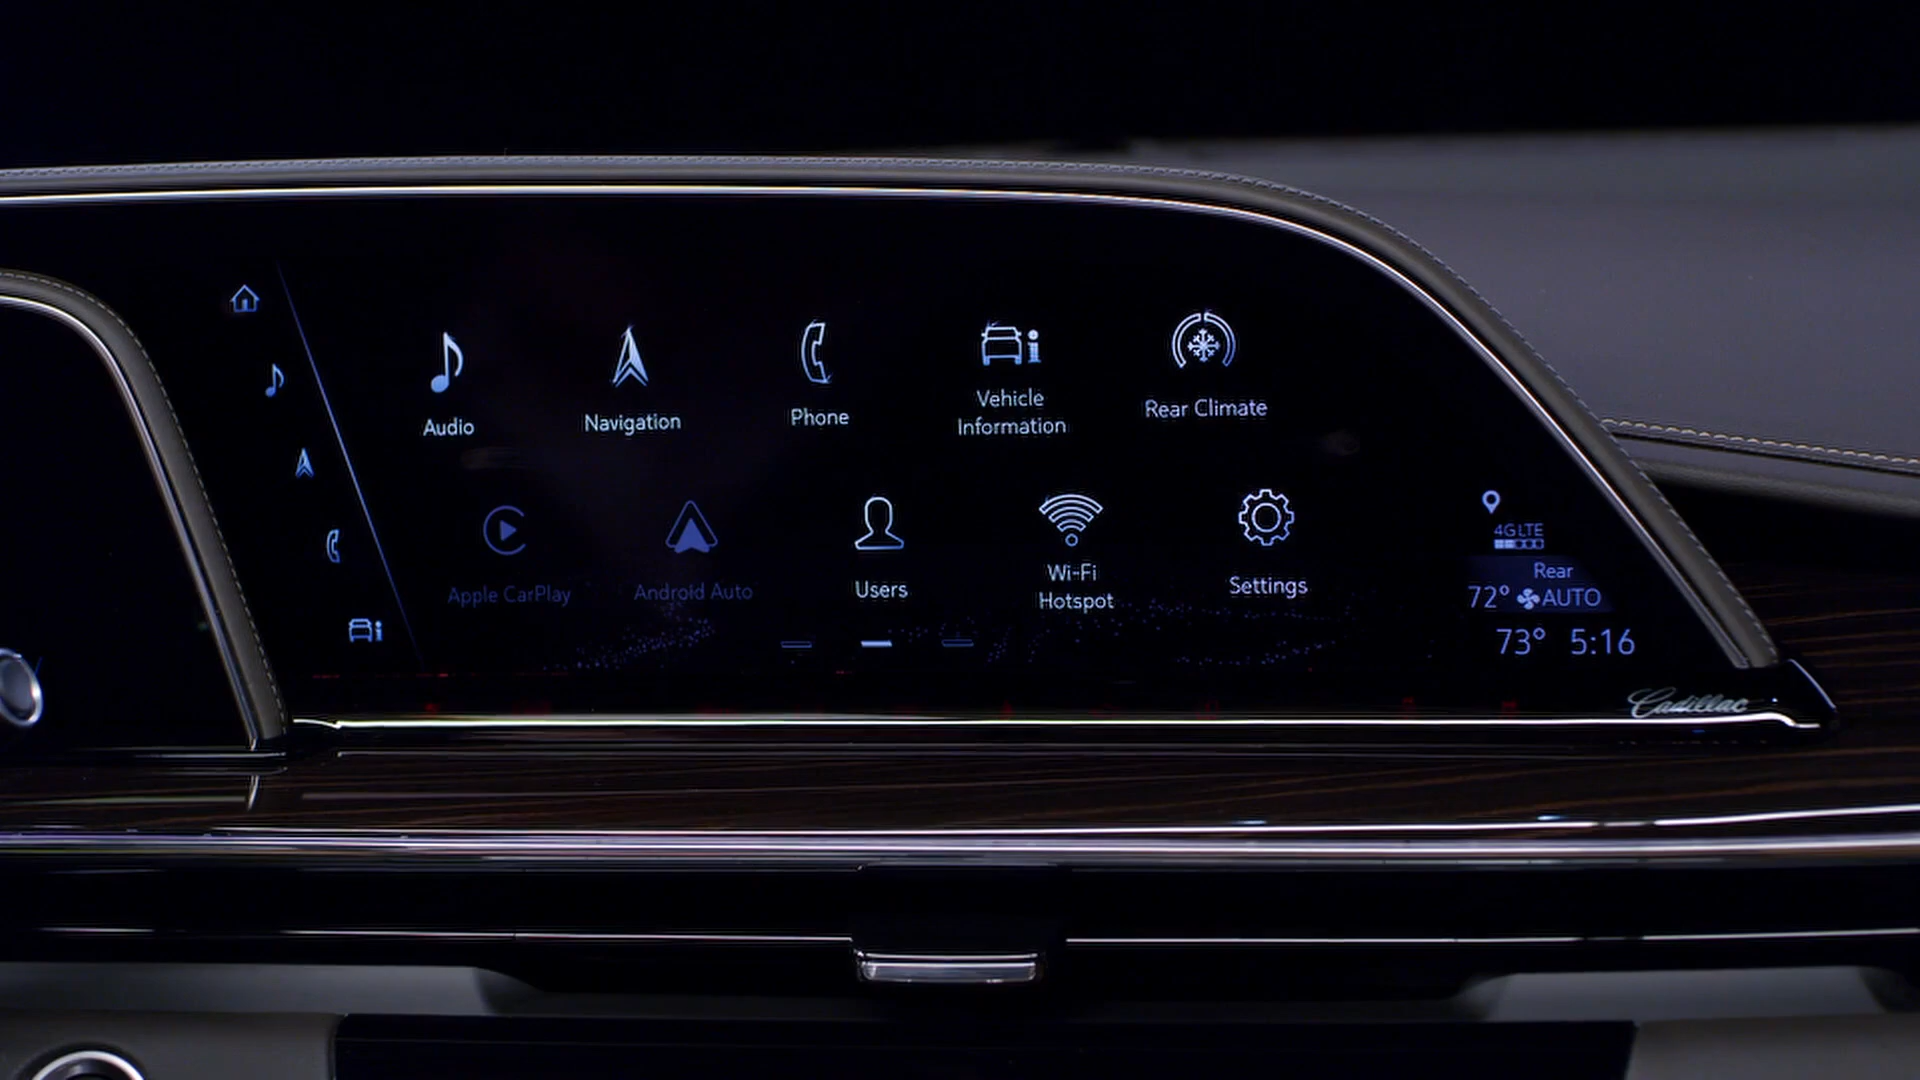 Audio
Navigation
Phone
Vehicle
Information
Rear Climate
Apple CarPlay
Android Auto
Users
Wi-Fi
Hotspot
Settings
4G LTE
Rear
72° AUTO
73° 5:16
Cadillac